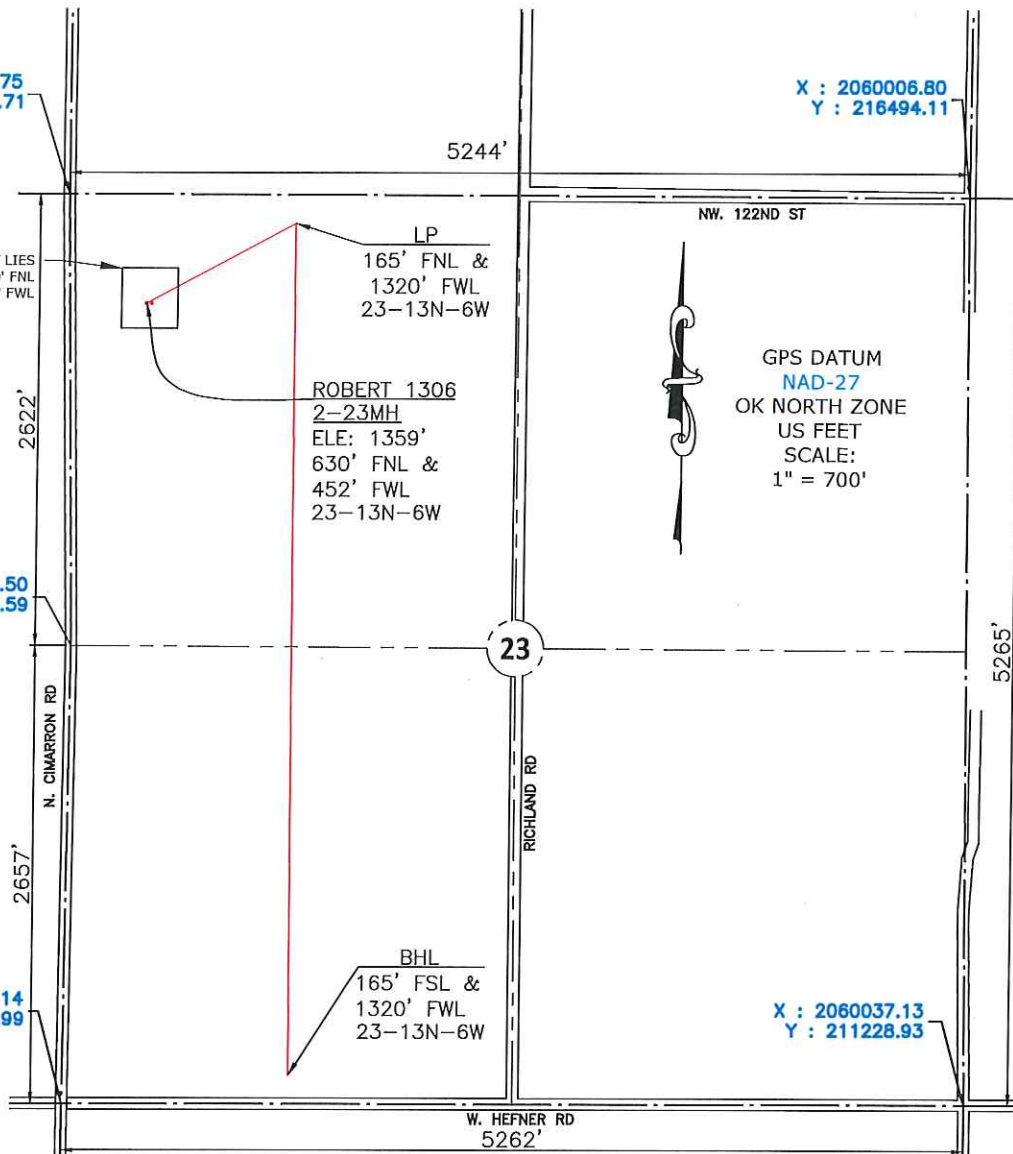 75
.71
X : 2060006.80
Y : 216494.11
5244'
NW. 122ND ST
LP
165' FNL &
1320' FWL
23-13N-6W
LIES
' FNL
' FWL
GPS DATUM
NAD-27
OK NORTH ZONE
US FEET
SCALE:
1" = 700'
2622'
ROBERT 1306
2-23MH
ELE: 1359'
630' FNL &
452' FWL
23-13N-6W
.50
.59
23
5265'
N. CIMARRON RD
RICHLAND RD
2657'
BHL
165' FSL &
1320' FWL
23-13N-6W
14
99
X : 2060037.13
Y : 211228.93
W. HEFNER RD
5262'